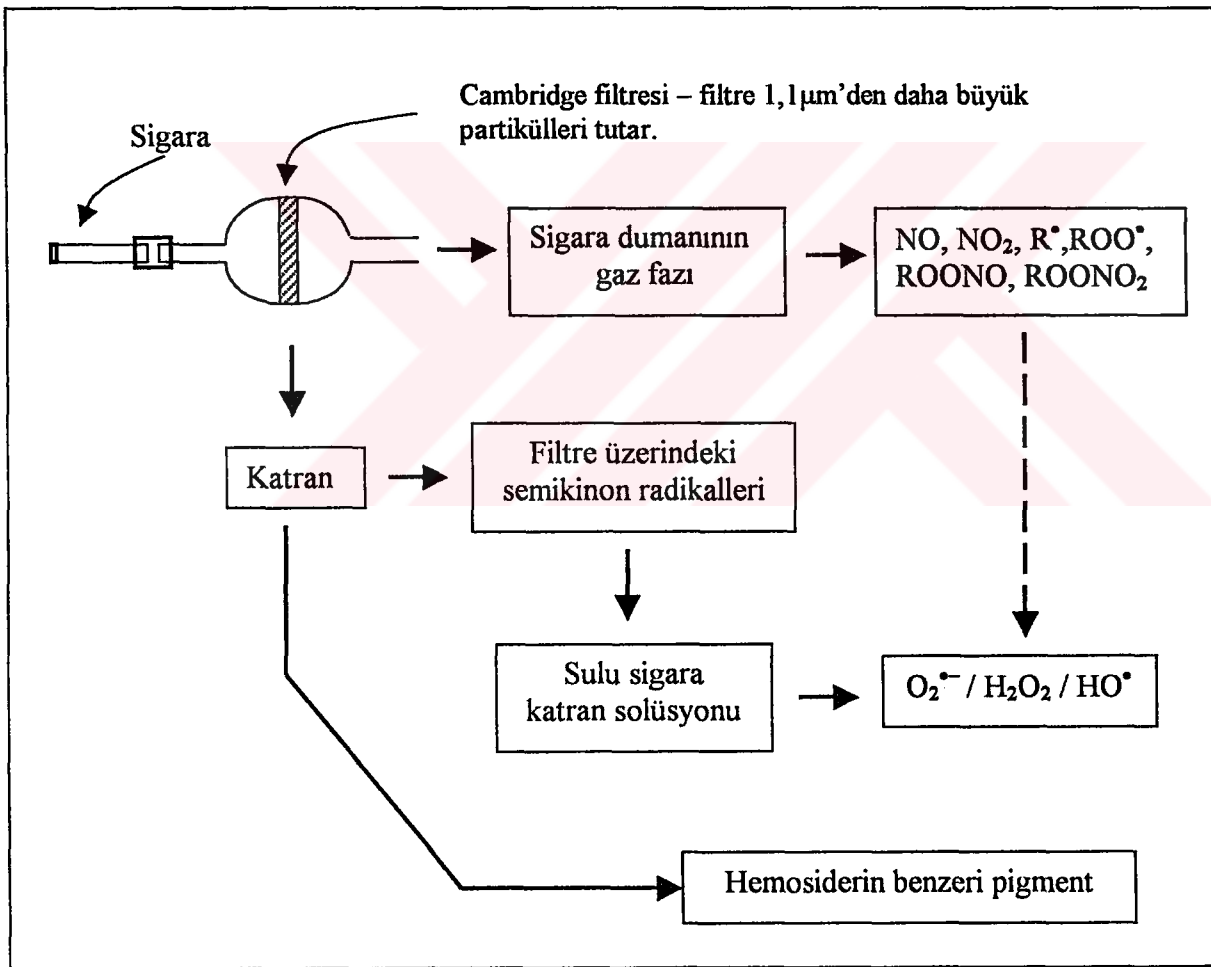 Cambridge filtresi – filtre 1,1µm’den daha büyük
partikülleri tutar.
Sigara
Sigara dumanının
gaz fazı
NO, NO₂, R•,ROO•,
ROONO, ROONO₂
Katran
Filtre üzerindeki
semikinon radikalleri
Sulu sigara
katran solüsyonu
O₂•− / H₂O₂ / HO•
Hemosiderin benzeri pigment